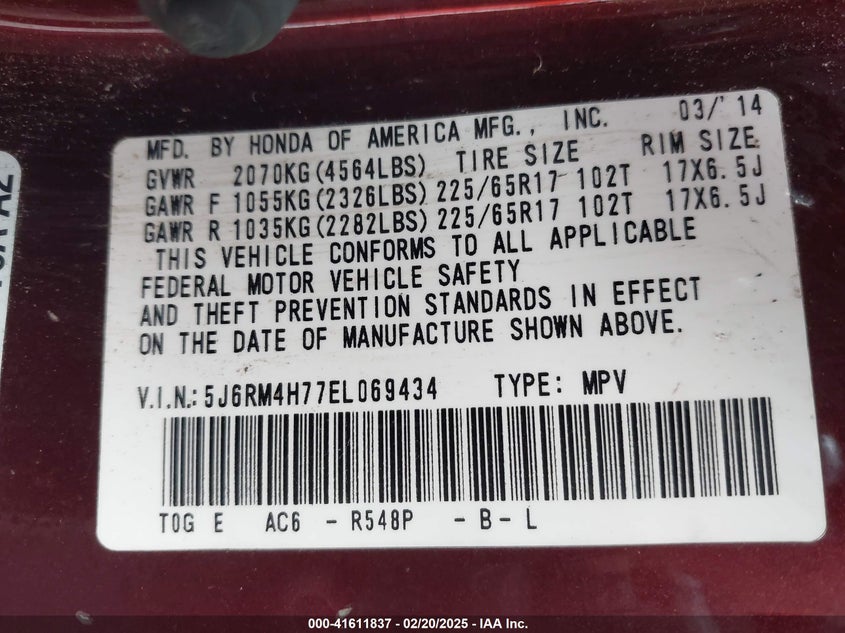 MFD. BY HONDA OF AMERICA MFG., INC. 03/'14
GVWR 2070KG(4564LBS) TIRE SIZE RIM SIZE
GAWR F 1055KG(2326LBS) 225/65R17 102T 17X6.5J
GAWR R 1035KG(2282LBS) 225/65R17 102T 17X6.5J
THIS VEHICLE CONFORMS TO ALL APPLICABLE
FEDERAL MOTOR VEHICLE SAFETY
AND THEFT PREVENTION STANDARDS IN EFFECT
ON THE DATE OF MANUFACTURE SHOWN ABOVE.
V.I.N.: 5J6RM4H77EL069434 TYPE: MPV
T0G E AC6 - R548P - B - L
000-41611837 - 02/20/2025 - IAA Inc.